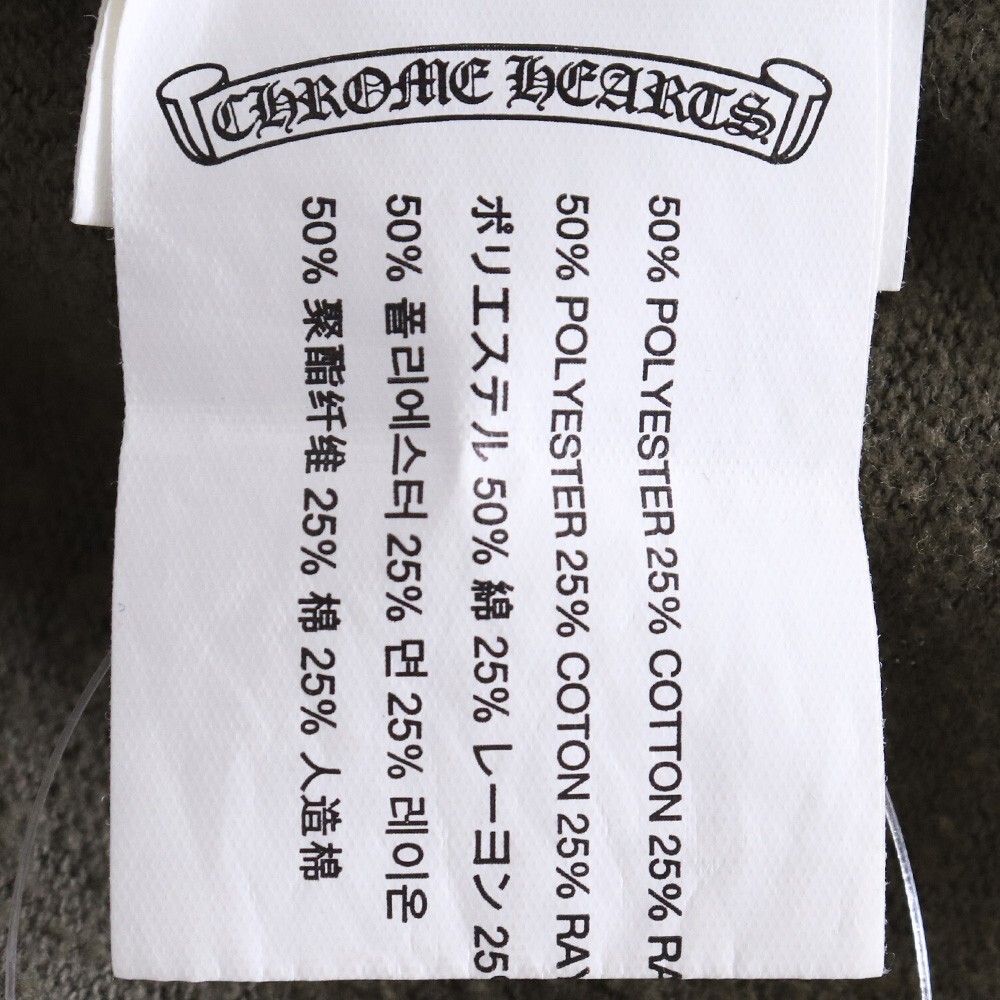 CHROME HEARTS
50% POLYESTER 25% COTTON 25%
50% POLYESTER 25% COTON 25%
ポリエステル 50% 綿 25% レーヨン
50% 폴리에스터 25% 면 25% 레이온
50% 聚酯纤维 25% 棉 25% 人造棉